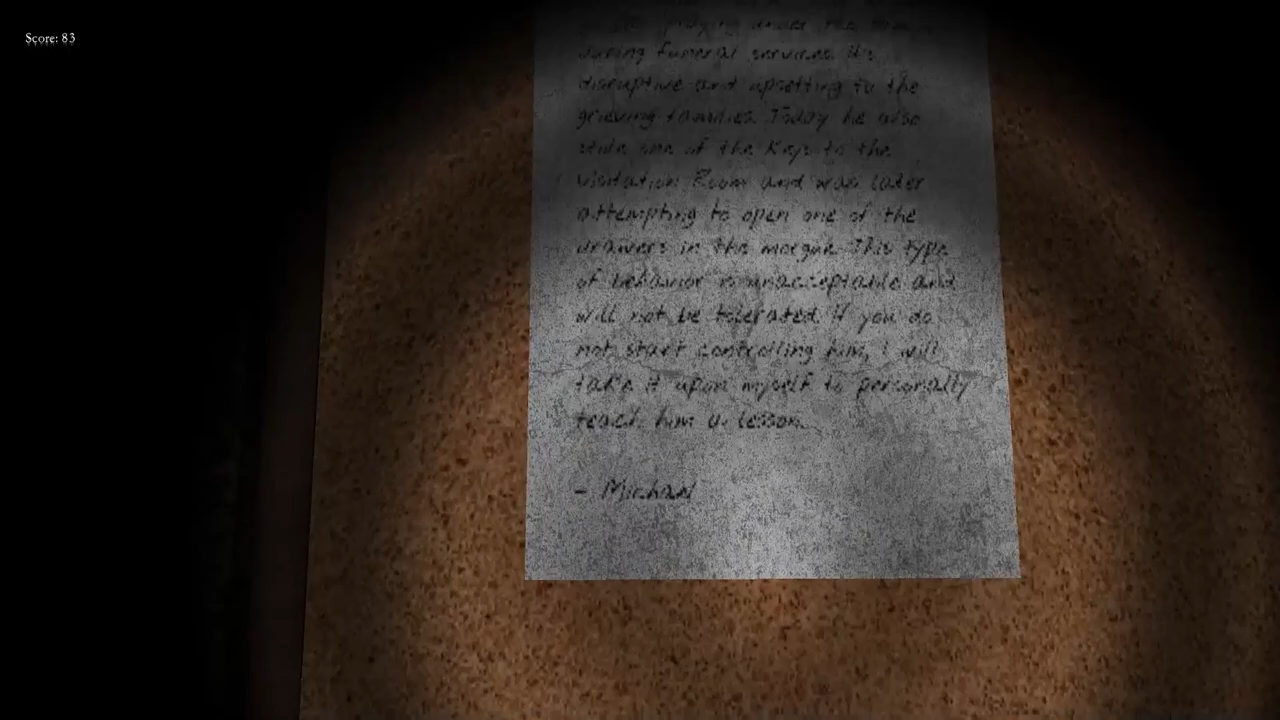 Score: 83
playing under the
during funeral services. It's
disruptive and upsetting to the
grieving families. Today he also
stole one of the keys to the
Visitation Room and was later
attempting to open one of the
drawers in the morgue. This type
of behavior is unacceptable and
will not be tolerated. If you do
not start controlling him, I will
take it upon myself to personally
teach him a lesson.
- Michael